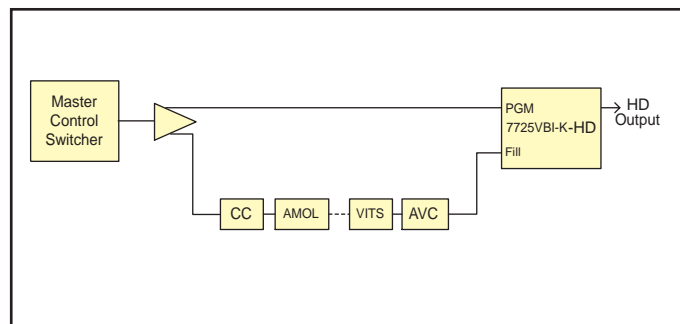 Master
Control
Switcher
PGM
7725VBI-K-HD
Fill
HD
Output
CC
AMOL
VITS
AVC